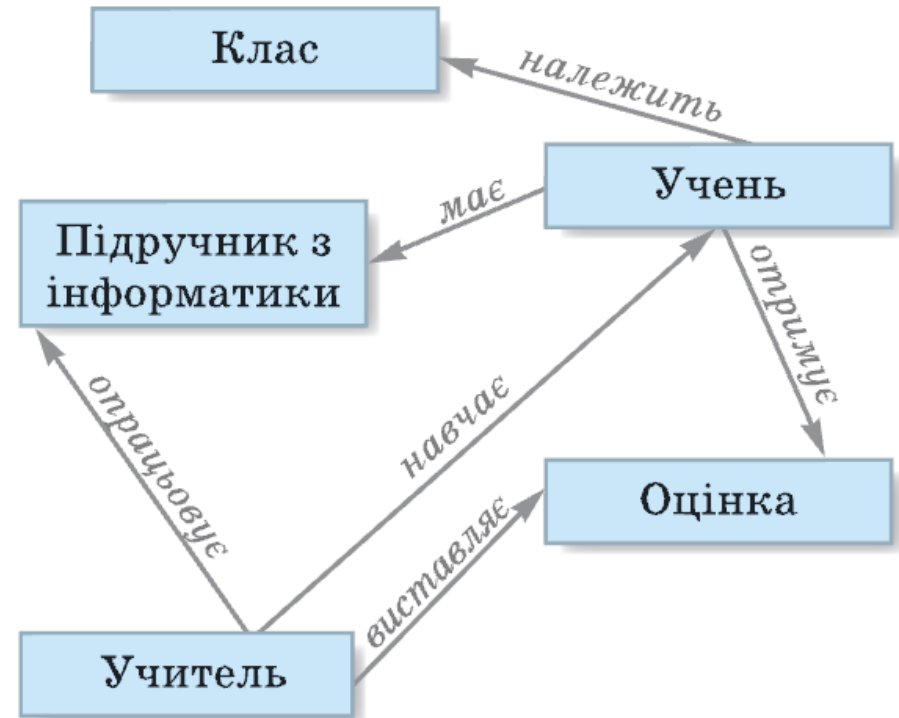 Клас
належить
Учень
має
Підручник з
інформатики
отримує
опрацьовує
навчає
виставляє
Оцінка
Учитель